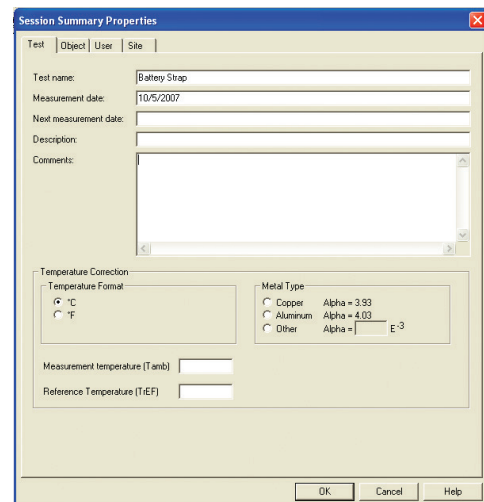 Session Summary Properties
Test Object User Site
Test name: Battery Strap
Measurement date: 10/5/2007
Next measurement date:
Description:
Comments:
Temperature Correction
Temperature Format
°C
°F
Metal Type
Copper Alpha = 3.93
Aluminum Alpha = 4.03
Other Alpha = E-3
Measurement temperature (Tamb)
Reference Temperature (TrEF)
OK Cancel Help